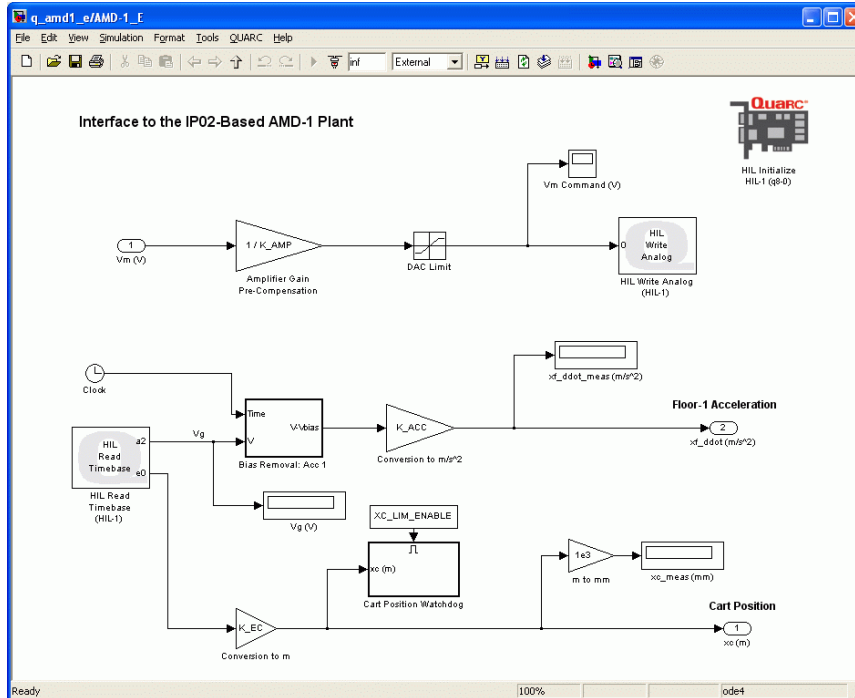 q_amd1_e/AMD-1_E
File Edit View Simulation Format Tools QUARC Help
inf External
Interface to the IP02-Based AMD-1 Plant
QUARC
HIL Initialize
HIL-1 (q8-0)
Vm Command (V)
1
Vm (V)
1 / K_AMP
Amplifier Gain
Pre-Compensation
DAC Limit
0
HIL
Write
Analog
HIL Write Analog
(HIL-1)
Clock
xf_ddot_meas (m/s^2)
Time
V
V-Vbias
Bias Removal: Acc 1
K_ACC
Conversion to m/s^2
Floor-1 Acceleration
2
xf_ddot (m/s^2)
HIL
Read
Timebase
a2
e0
HIL Read
Timebase
(HIL-1)
Vg
Vg (V)
XC_LIM_ENABLE
xc (m)
Cart Position Watchdog
1e3
m to mm
xc_meas (mm)
K_EC
Conversion to m
Cart Position
1
xc (m)
Ready 100% ode4